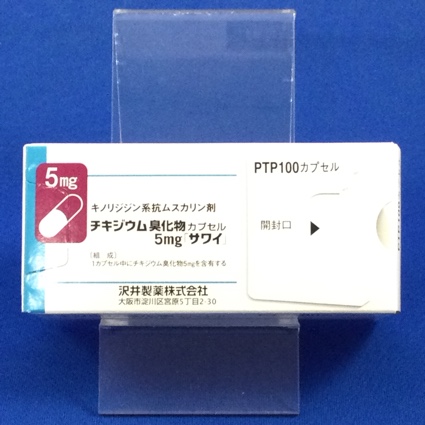 5mg
キノリジジン系抗ムスカリン剤
チキジウム臭化物カプセル
5mg「サワイ」
〔組成〕
1カプセル中にチキジウム臭化物5mgを含有する
沢井製薬株式会社
大阪市淀川区宮原5丁目2-30
PTP100カプセル
開封口 ▶